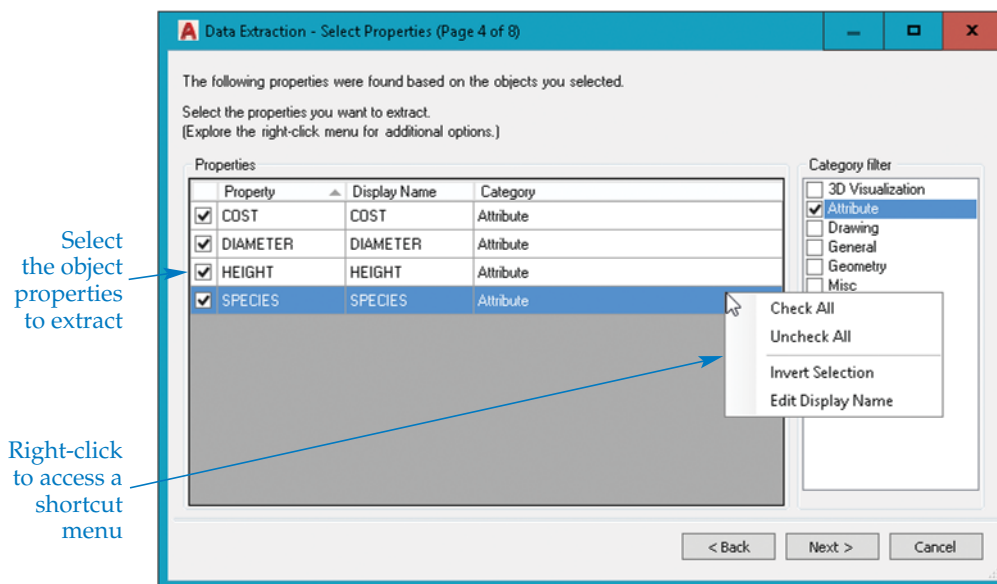 Data Extraction - Select Properties (Page 4 of 8)
The following properties were found based on the objects you selected.
Select the properties you want to extract.
(Explore the right-click menu for additional options.)
Properties
Property Display Name Category
COST COST Attribute
DIAMETER DIAMETER Attribute
HEIGHT HEIGHT Attribute
SPECIES SPECIES Attribute
Category filter
3D Visualization
Attribute
Drawing
General
Geometry
Misc
Check All
Uncheck All
Invert Selection
Edit Display Name
Select
the object
properties
to extract
Right-click
to access a
shortcut
menu
< Back Next > Cancel